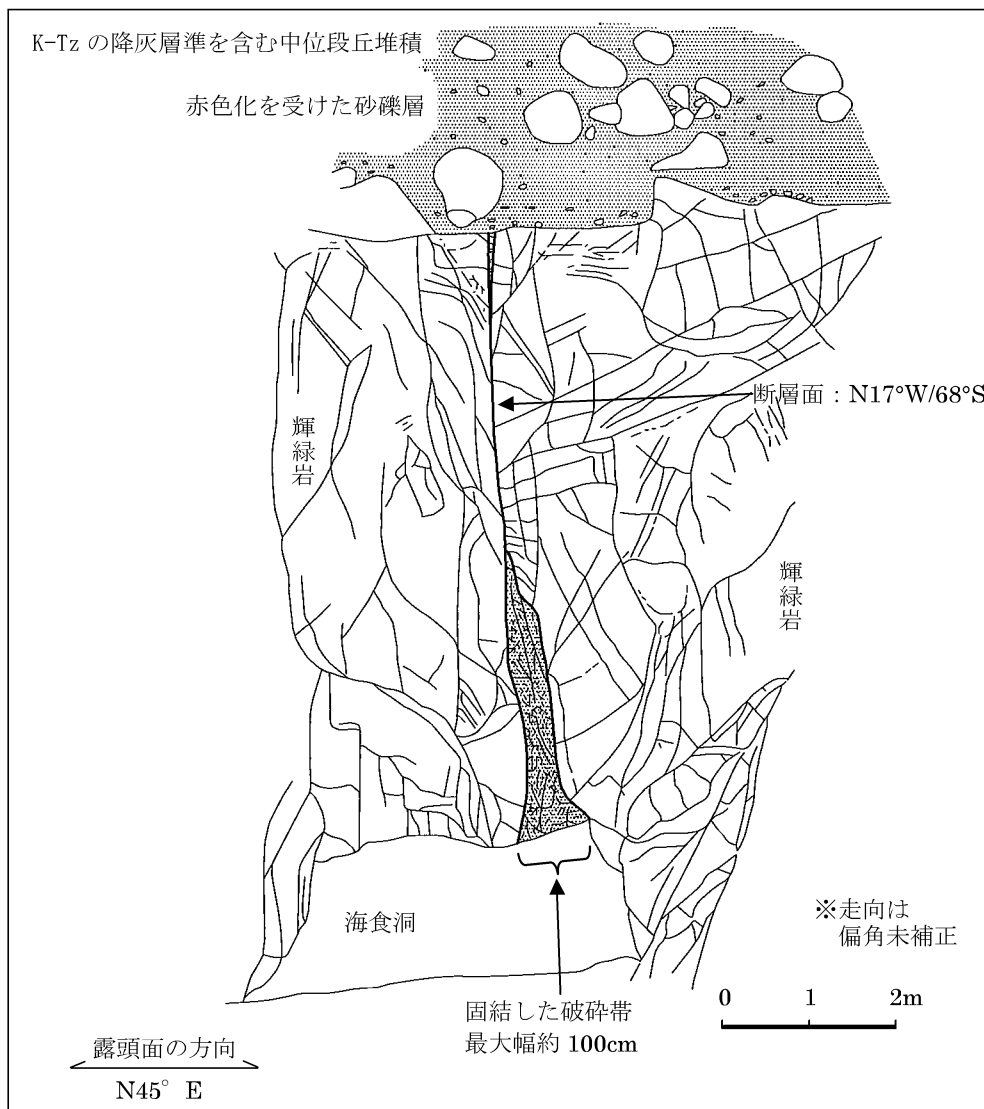 K-Tz の降灰層準を含む中位段丘堆積
赤色化を受けた砂礫層
断層面：N17°W/68°S
輝緑岩
輝緑岩
※走向は
偏角未補正
海食洞
0 1 2m
固結した破砕帯
最大幅約 100cm
露頭面の方向
N45° E